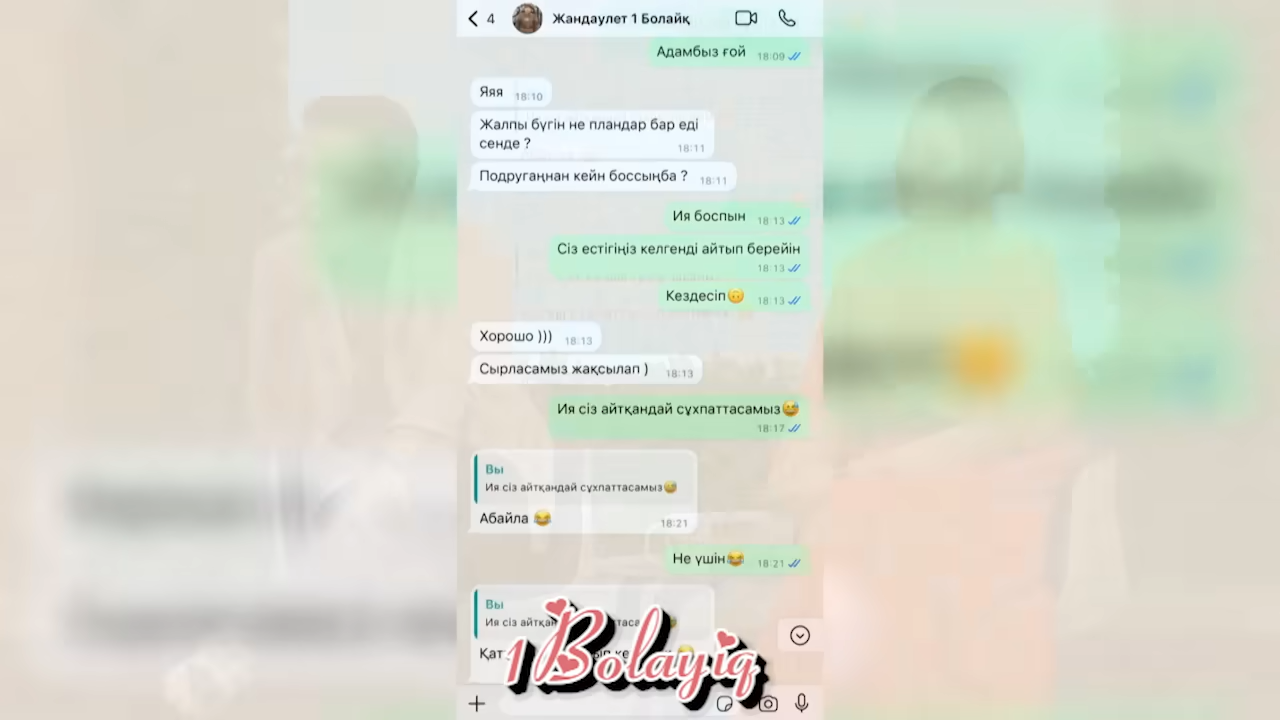 4 Жандаулет 1 Болайқ
Адамбыз ғой 18:09
Яяя 18:10
Жалпы бүгін не пландар бар еді
сенде ? 18:11
Подругаңнан кейн боссыңба ? 18:11
Ия боспын 18:13
Сіз естігіңіз келгенді айтып берейін
18:13
Кездесіп🙃 18:13
Хорошо ))) 18:13
Сырласамыз жақсылап ) 18:13
Ия сіз айтқандай сұхпаттасамыз😅
18:17
Вы
Ия сіз айтқандай сұхпаттасамыз😅
Абайла 😂 18:21
Не үшін😂 18:21
Вы
Ия сіз
1Bolayiq